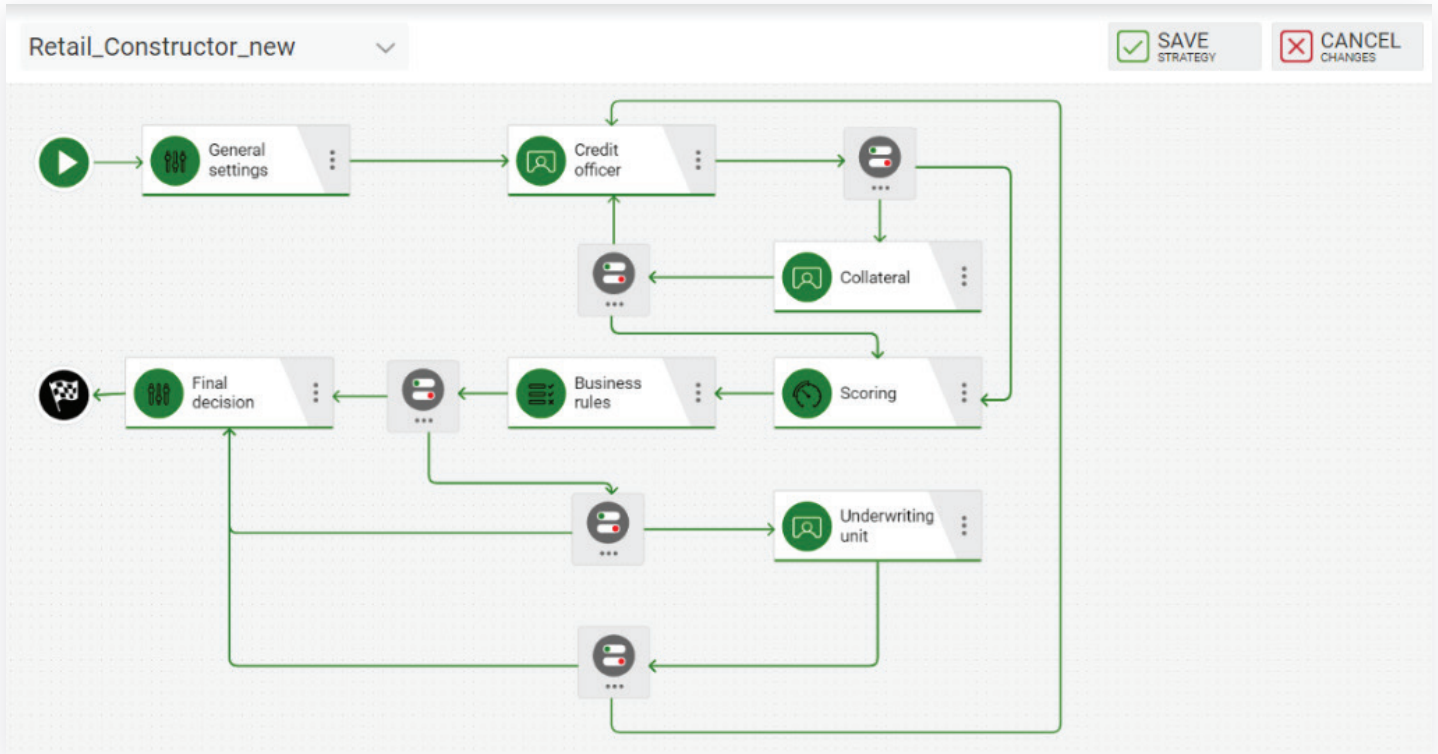 Retail_Constructor_new
SAVE
STRATEGY
CANCEL
CHANGES
General
settings
Credit
officer
Collateral
Final
decision
Business
rules
Scoring
Underwriting
unit